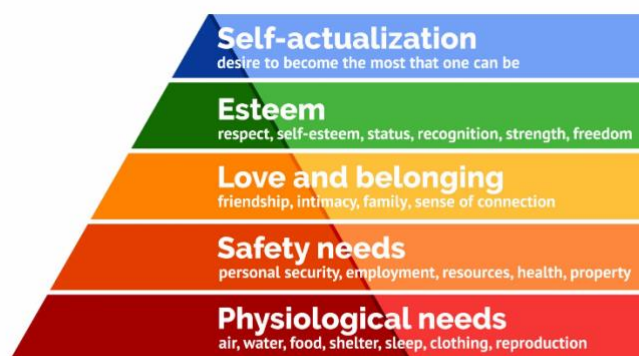 Self-actualization
desire to become the most that one can be
Esteem
respect, self-esteem, status, recognition, strength, freedom
Love and belonging
friendship, intimacy, family, sense of connection
Safety needs
personal security, employment, resources, health, property
Physiological needs
air, water, food, shelter, sleep, clothing, reproduction